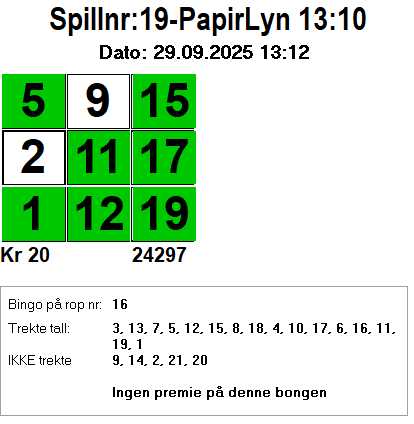 Spillnr:19-PapirLyn 13:10
Dato: 29.09.2025 13:12
5 9 15
2 11 17
1 12 19
Kr 20 24297
Bingo på rop nr: 16
Trekte tall: 3, 13, 7, 5, 12, 15, 8, 18, 4, 10, 17, 6, 16, 11,
19, 1
IKKE trekte 9, 14, 2, 21, 20
Ingen premie på denne bongen